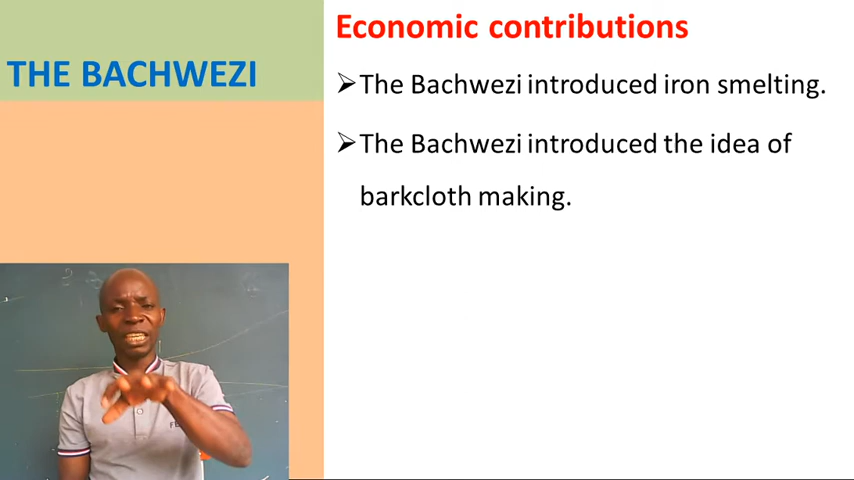 THE BACHWEZI
Economic contributions
➢The Bachwezi introduced iron smelting.
➢The Bachwezi introduced the idea of
barkcloth making.